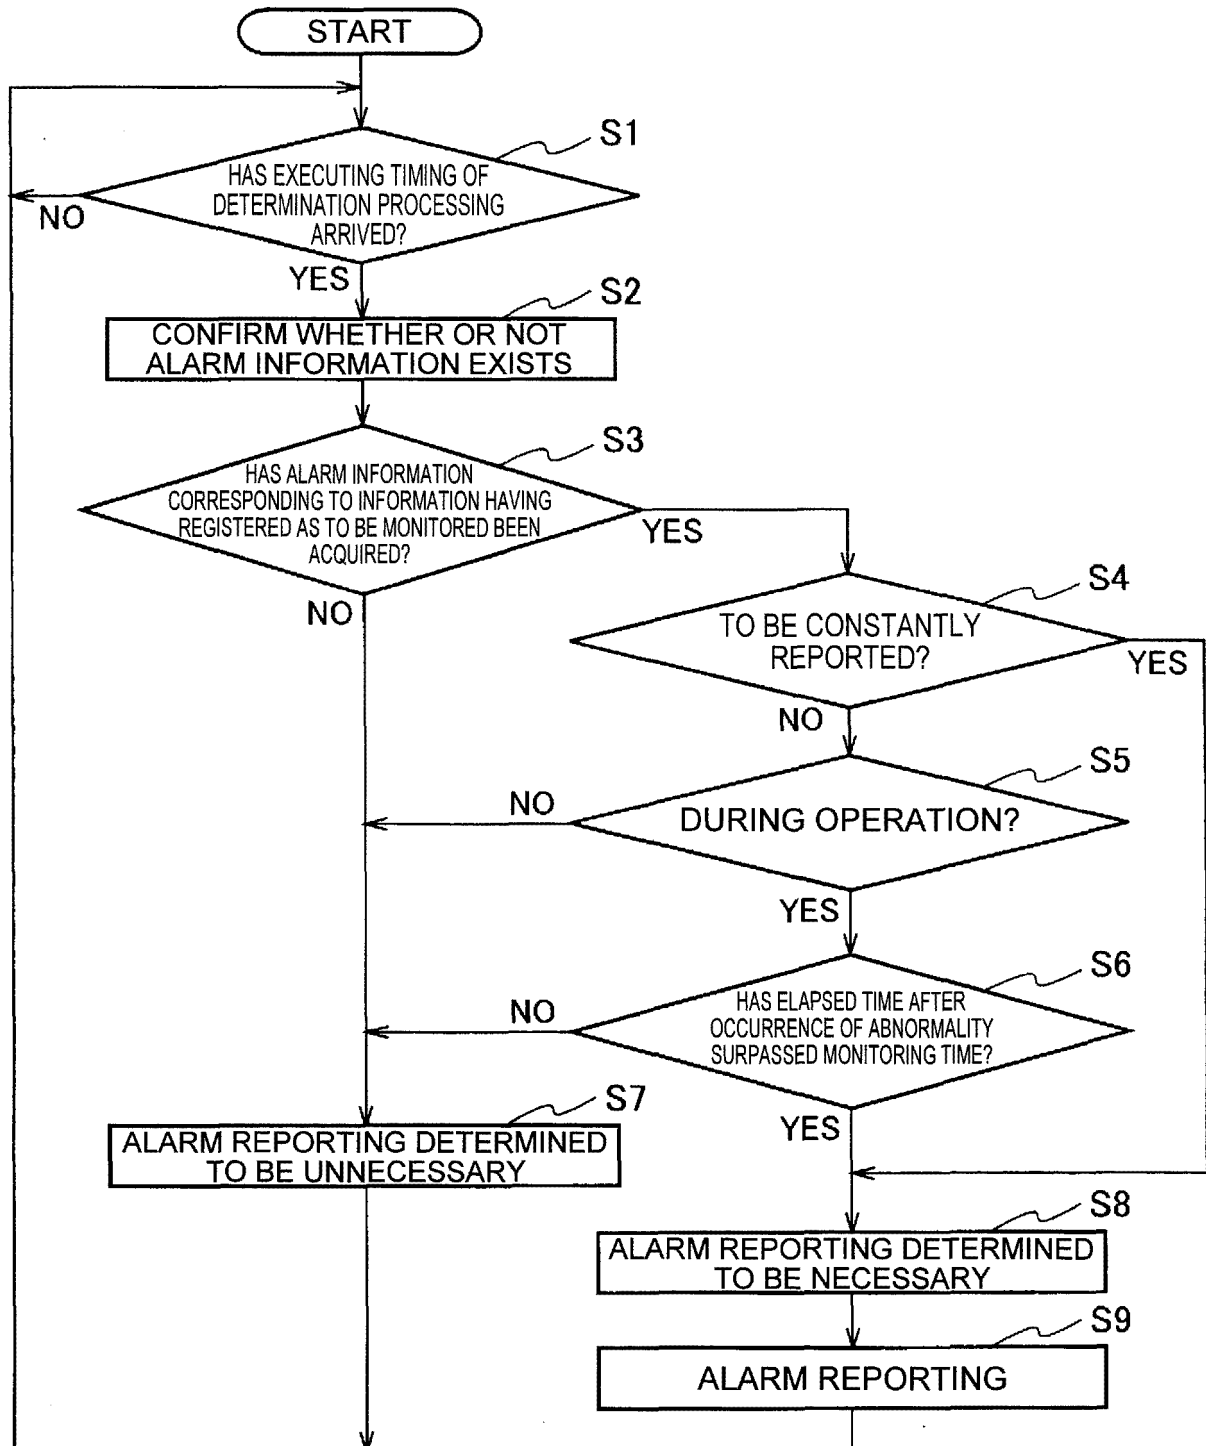 START
S1
HAS EXECUTING TIMING OF
DETERMINATION PROCESSING
ARRIVED?
NO
YES
S2
CONFIRM WHETHER OR NOT
ALARM INFORMATION EXISTS
S3
HAS ALARM INFORMATION
CORRESPONDING TO INFORMATION HAVING
REGISTERED AS TO BE MONITORED BEEN
ACQUIRED?
YES
NO
S4
TO BE CONSTANTLY
REPORTED?
YES
NO
S5
DURING OPERATION?
NO
YES
S6
HAS ELAPSED TIME AFTER
OCCURRENCE OF ABNORMALITY
SURPASSED MONITORING TIME?
NO
YES
S7
ALARM REPORTING DETERMINED
TO BE UNNECESSARY
S8
ALARM REPORTING DETERMINED
TO BE NECESSARY
S9
ALARM REPORTING